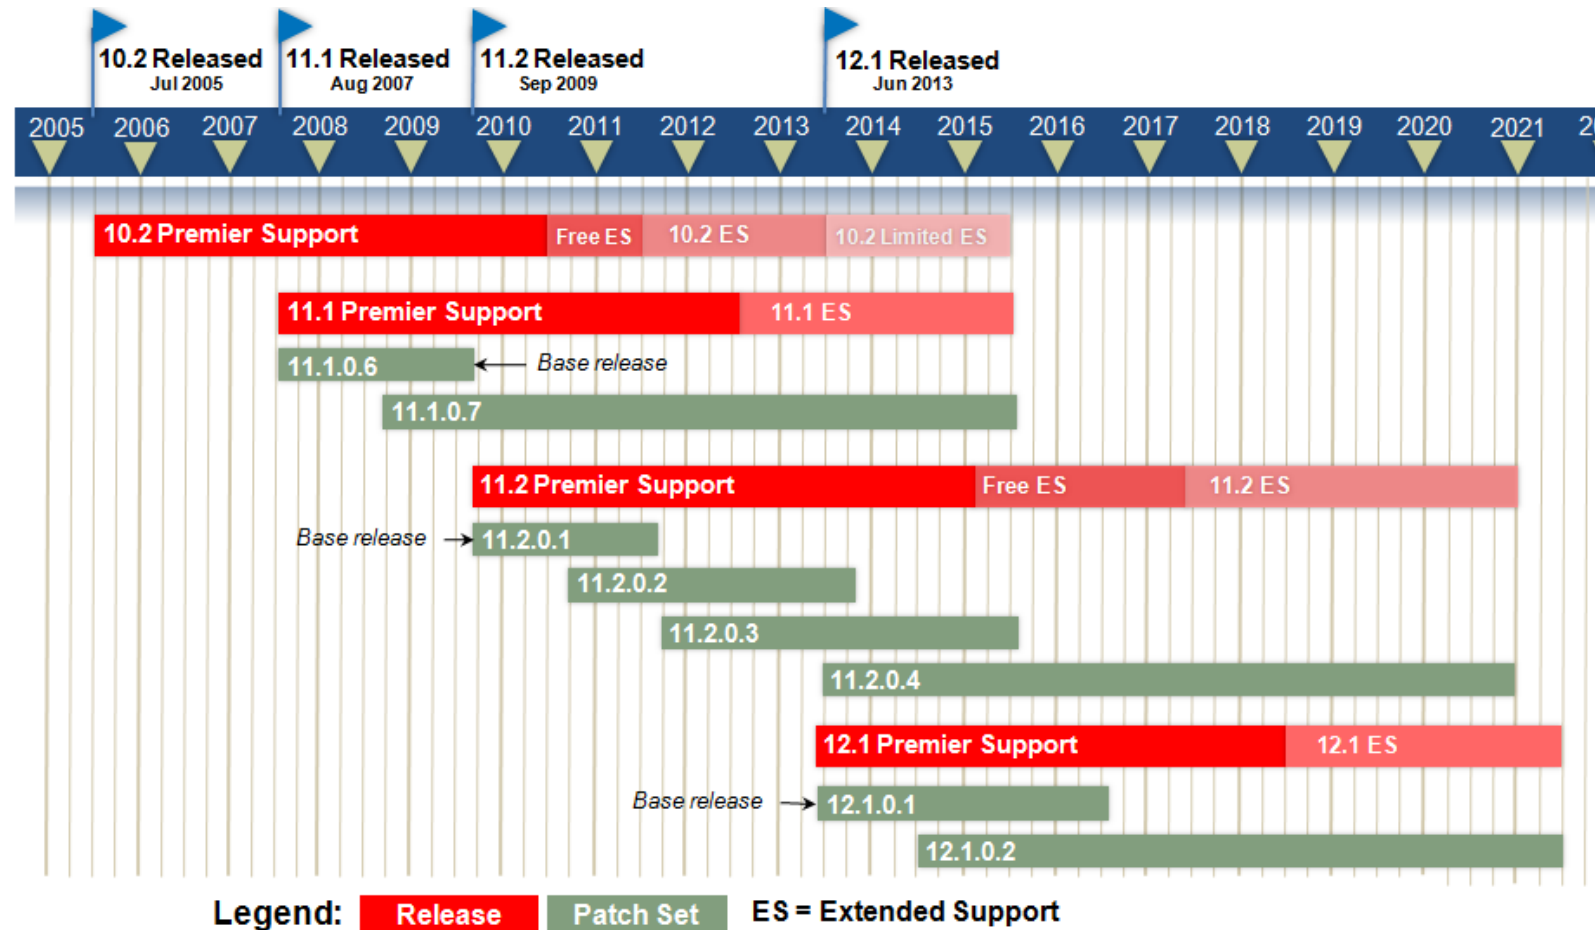 10.2 Released
Jul 2005
11.1 Released
Aug 2007
11.2 Released
Sep 2009
12.1 Released
Jun 2013
2005 2006 2007 2008 2009 2010 2011 2012 2013 2014 2015 2016 2017 2018 2019 2020 2021
10.2 Premier Support Free ES 10.2 ES 10.2 Limited ES
11.1 Premier Support 11.1 ES
11.1.0.6 Base release
11.1.0.7
11.2 Premier Support Free ES 11.2 ES
Base release 11.2.0.1
11.2.0.2
11.2.0.3
11.2.0.4
12.1 Premier Support 12.1 ES
Base release 12.1.0.1
12.1.0.2
Legend: Release Patch Set ES = Extended Support